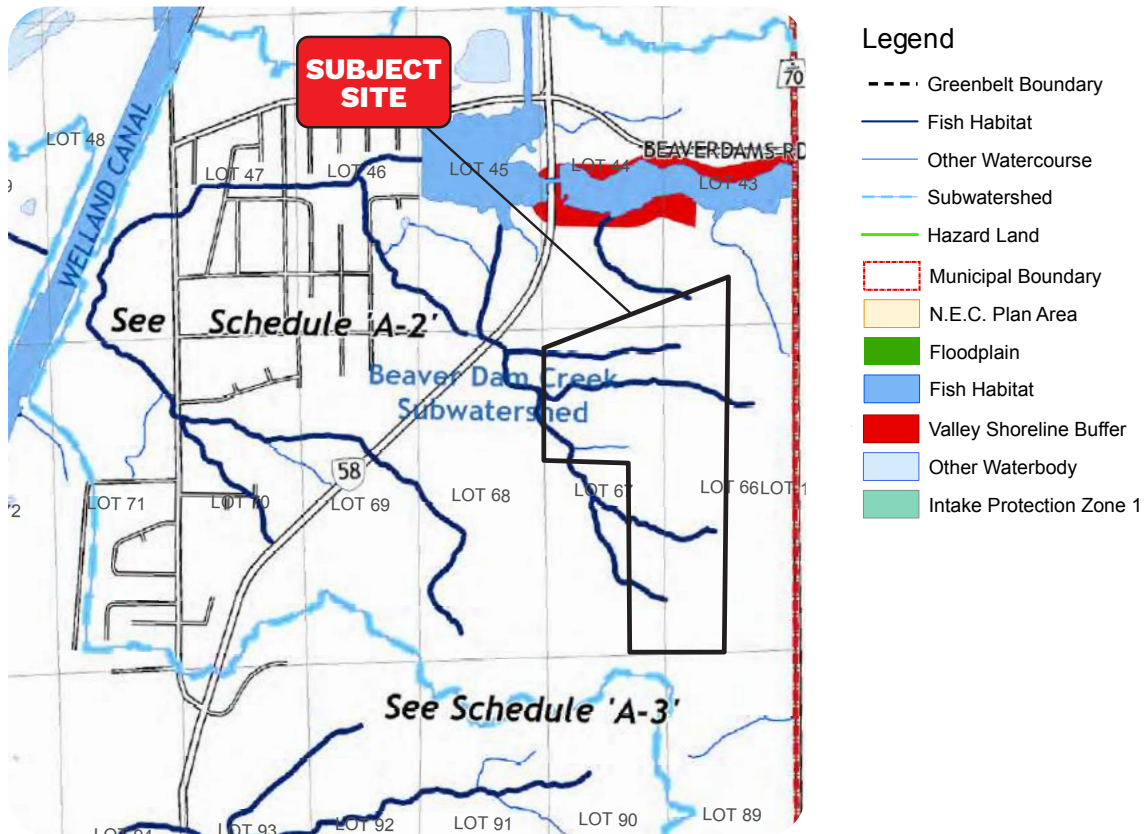 SUBJECT
SITE
70
LOT 48
WELLAND CANAL
LOT 47
LOT 46
LOT 45
LOT 44
BEAVERDAMS RD
LOT 43
See Schedule 'A-2'
Beaver Dam Creek
Subwatershed
58
LOT 71
LOT 70
LOT 69
LOT 68
LOT 67
LOT 66
See Schedule 'A-3'
LOT 93
LOT 92
LOT 91
LOT 90
LOT 89
Legend
Greenbelt Boundary
Fish Habitat
Other Watercourse
Subwatershed
Hazard Land
Municipal Boundary
N.E.C. Plan Area
Floodplain
Fish Habitat
Valley Shoreline Buffer
Other Waterbody
Intake Protection Zone 1